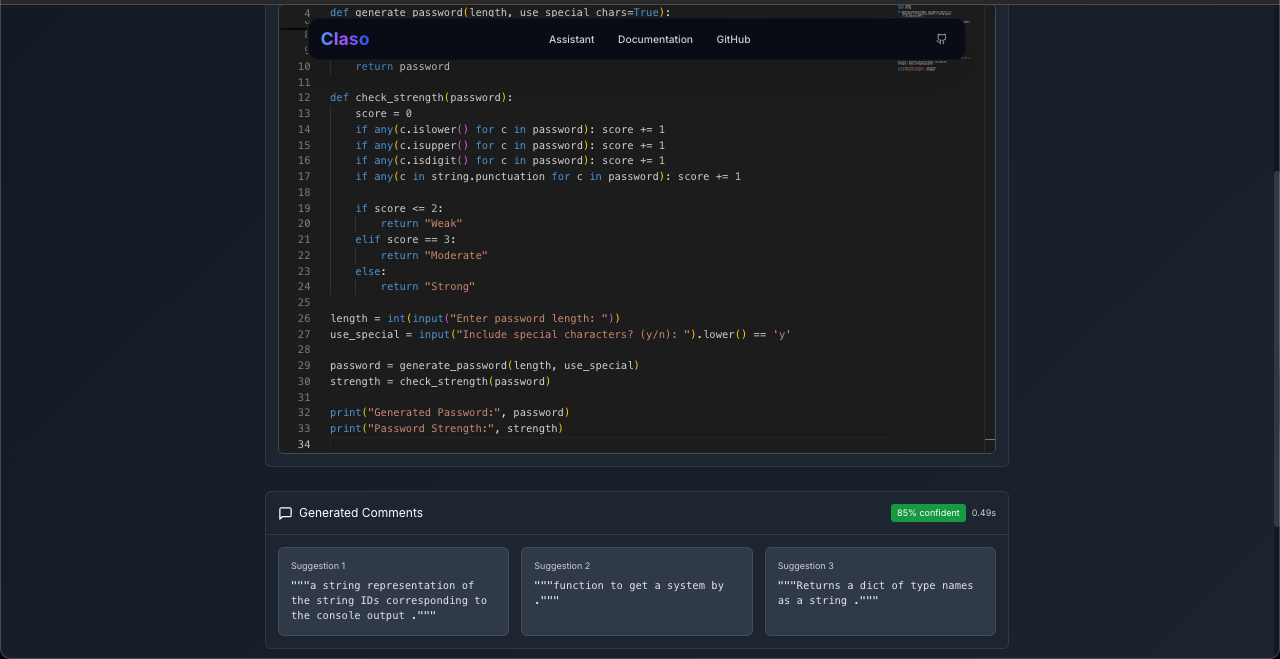 4 def generate_password(length, use_special_chars=True):
Claso
Assistant Documentation GitHub
10 return password
11
12 def check_strength(password):
13 score = 0
14 if any(c.islower() for c in password): score += 1
15 if any(c.isupper() for c in password): score += 1
16 if any(c.isdigit() for c in password): score += 1
17 if any(c in string.punctuation for c in password): score += 1
18
19 if score <= 2:
20 return "Weak"
21 elif score == 3:
22 return "Moderate"
23 else:
24 return "Strong"
25
26 length = int(input("Enter password length: "))
27 use_special = input("Include special characters? (y/n): ").lower() == 'y'
28
29 password = generate_password(length, use_special)
30 strength = check_strength(password)
31
32 print("Generated Password:", password)
33 print("Password Strength:", strength)
34
Generated Comments
85% confident 0.49s
Suggestion 1
"""a string representation of
the string IDs corresponding to
the console output ."""
Suggestion 2
"""function to get a system by
."""
Suggestion 3
"""Returns a dict of type names
as a string ."""